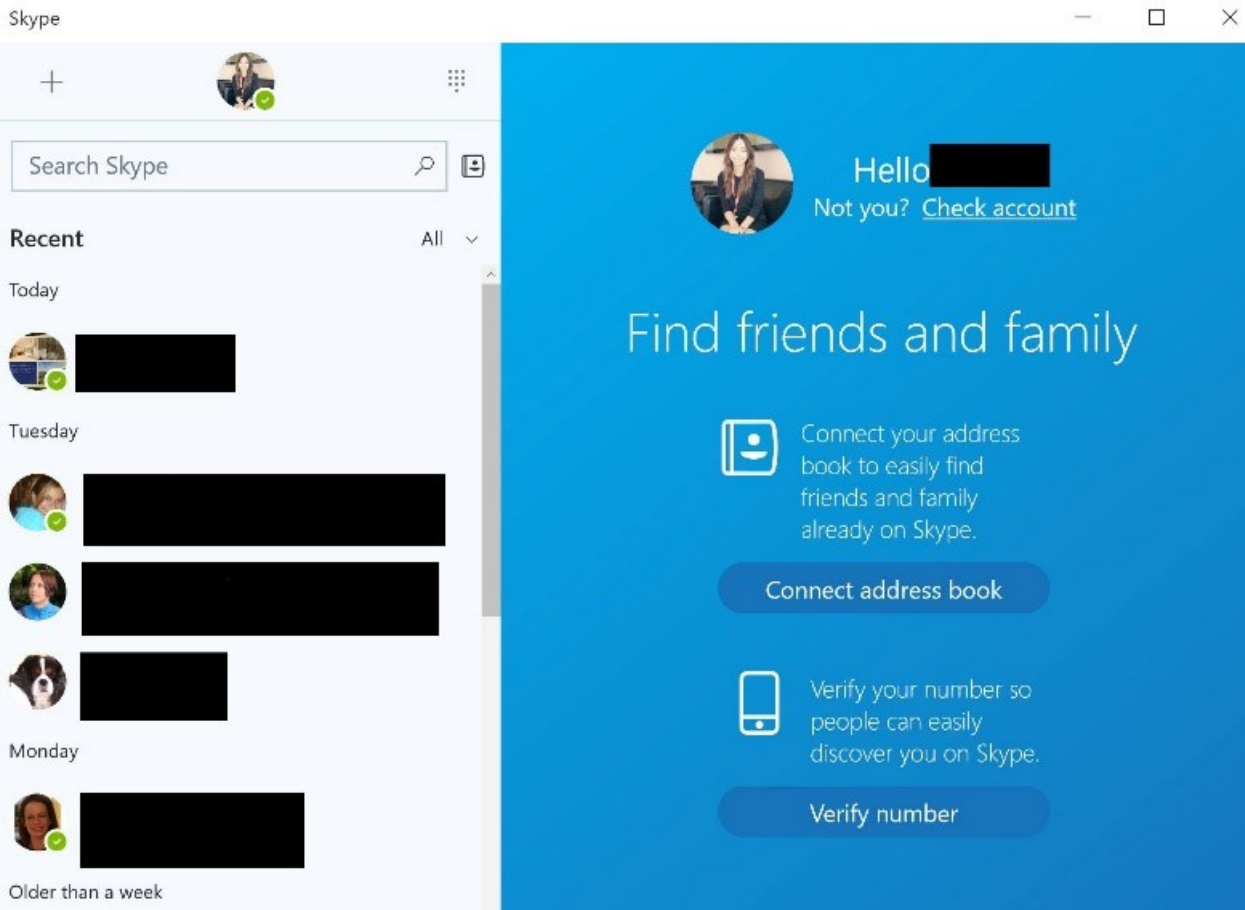 Skype
Search Skype
Recent
All
Today
Tuesday
Monday
Older than a week
Hello
Not you? Check account
Find friends and family
Connect your address
book to easily find
friends and family
already on Skype.
Connect address book
Verify your number so
people can easily
discover you on Skype.
Verify number